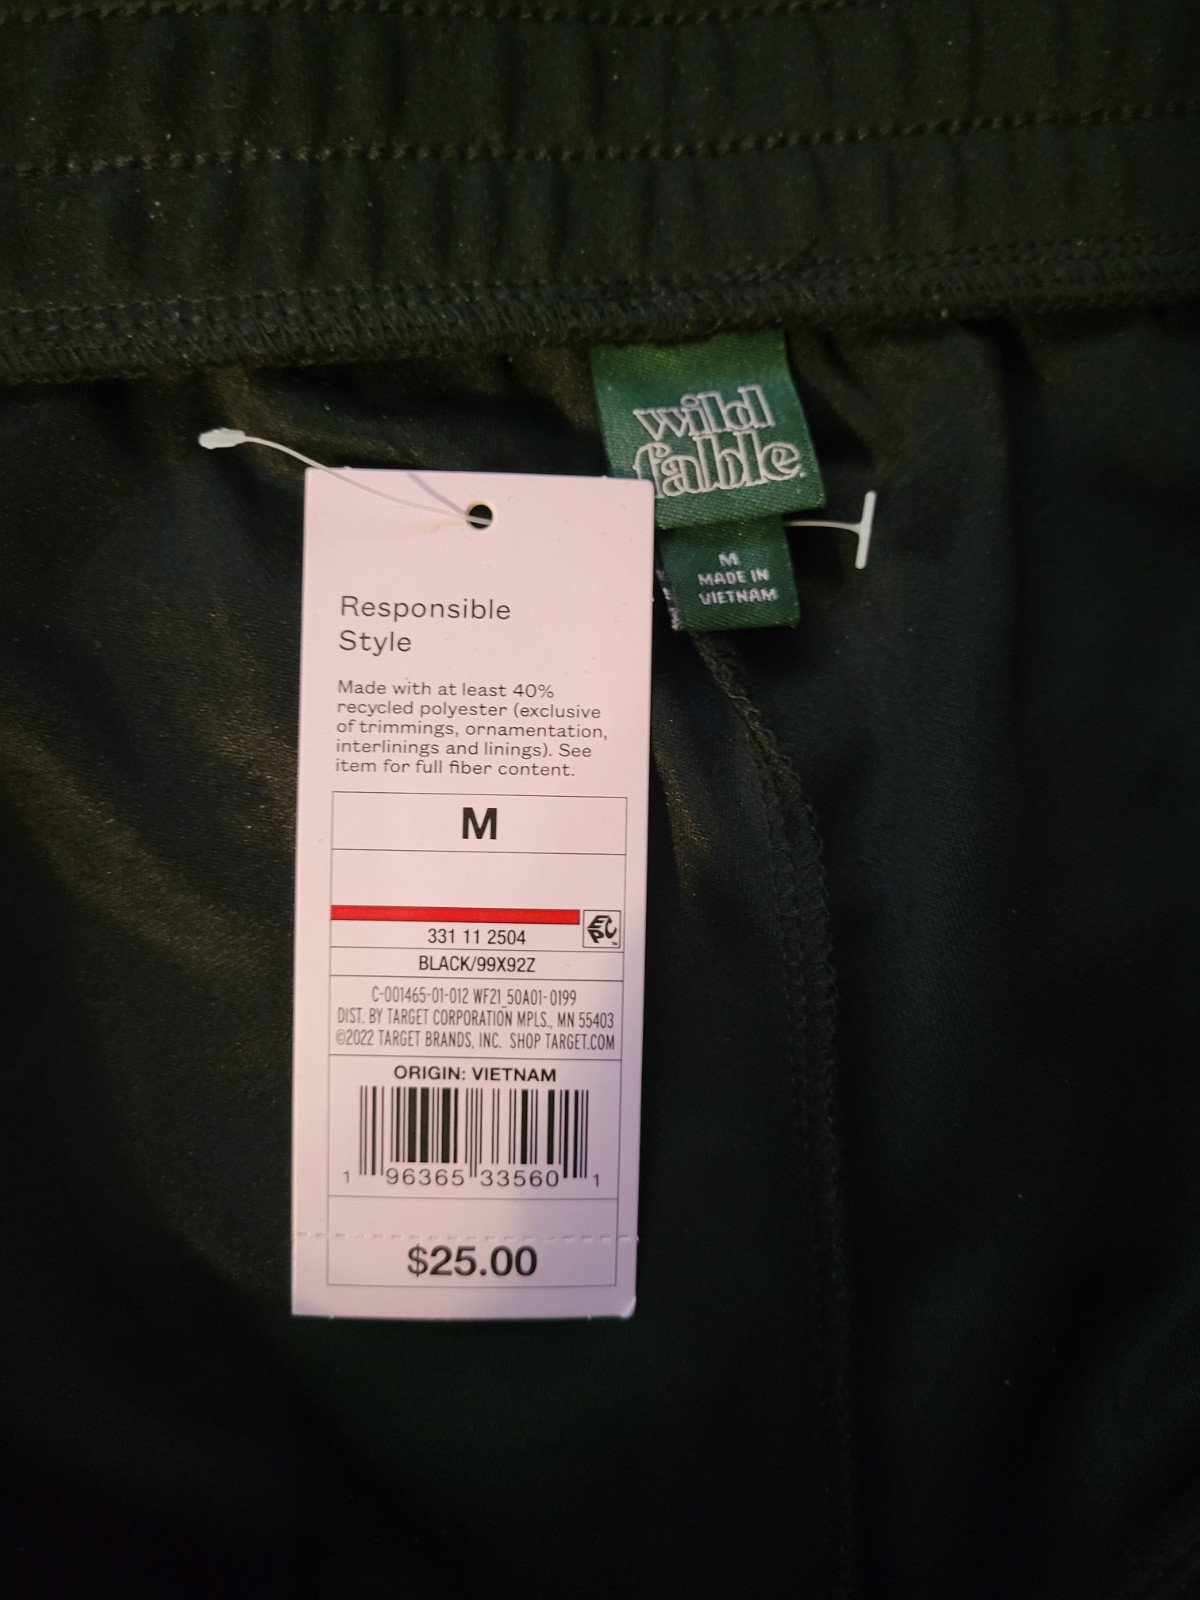 wild
fable
M
MADE IN
VIETNAM
Responsible
Style
Made with at least 40%
recycled polyester (exclusive
of trimmings, ornamentation,
interlinings and linings). See
item for full fiber content.
M
EPC
331 11 2504
BLACK/99X92Z
C-001465-01-012 WF21_50A01-0199
DIST. BY TARGET CORPORATION MPLS., MN 55403
©2022 TARGET BRANDS, INC. SHOP TARGET.COM
ORIGIN: VIETNAM
1 96365 33560 1
$25.00